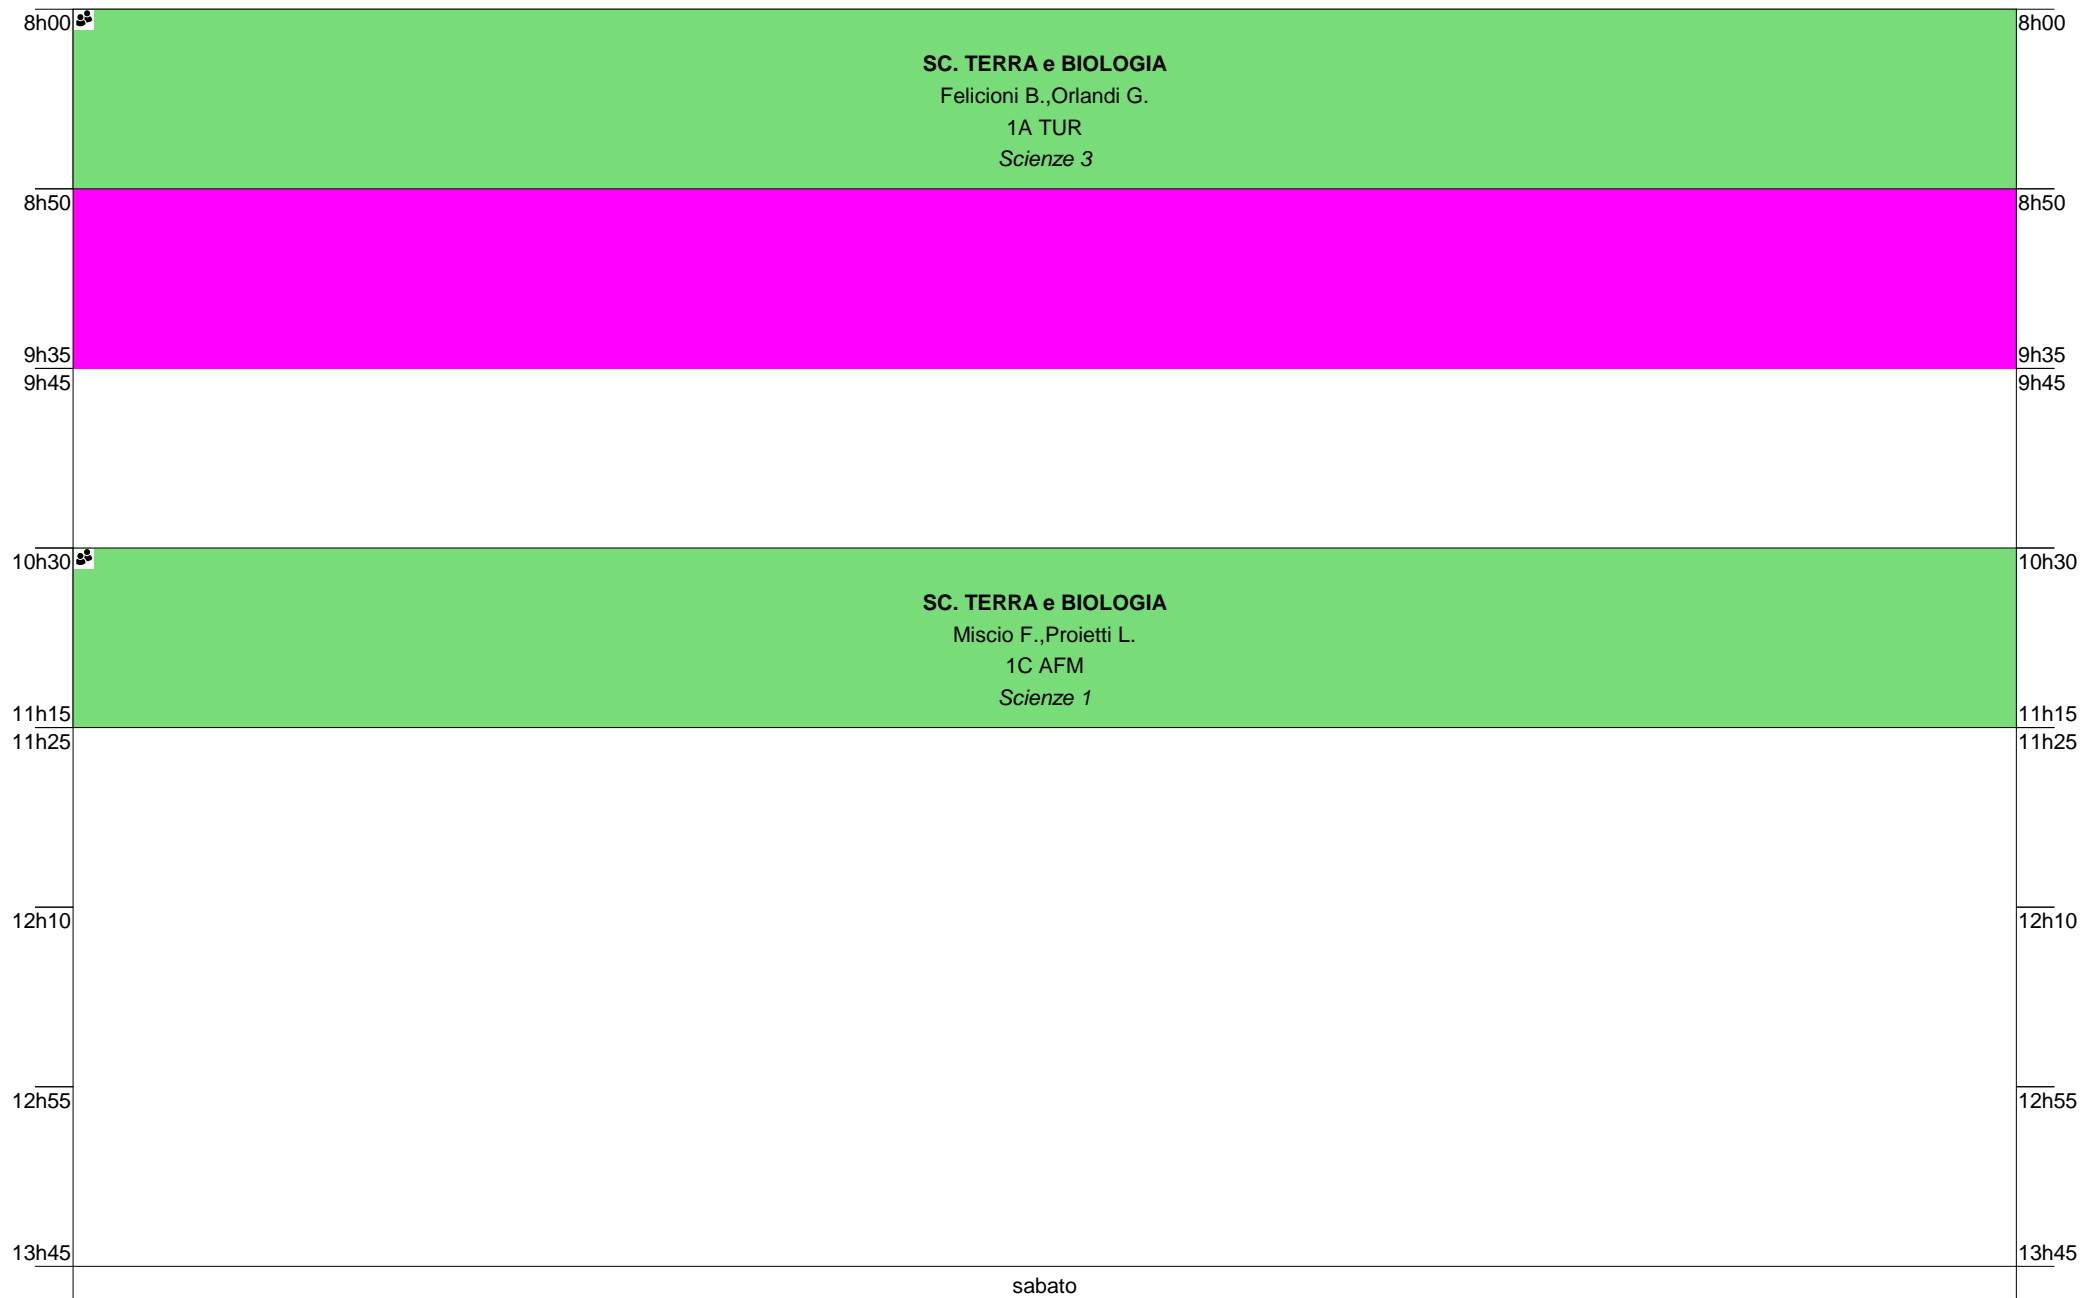 8h00 8h00
SC. TERRA e BIOLOGIA
Felicioni B.,Orlandi G.
1A TUR
Scienze 3
8h50 8h50
9h35 9h35
9h45 9h45
10h30 10h30
SC. TERRA e BIOLOGIA
Miscio F.,Proietti L.
1C AFM
Scienze 1
11h15 11h15
11h25 11h25
12h10 12h10
12h55 12h55
13h45 13h45
sabato